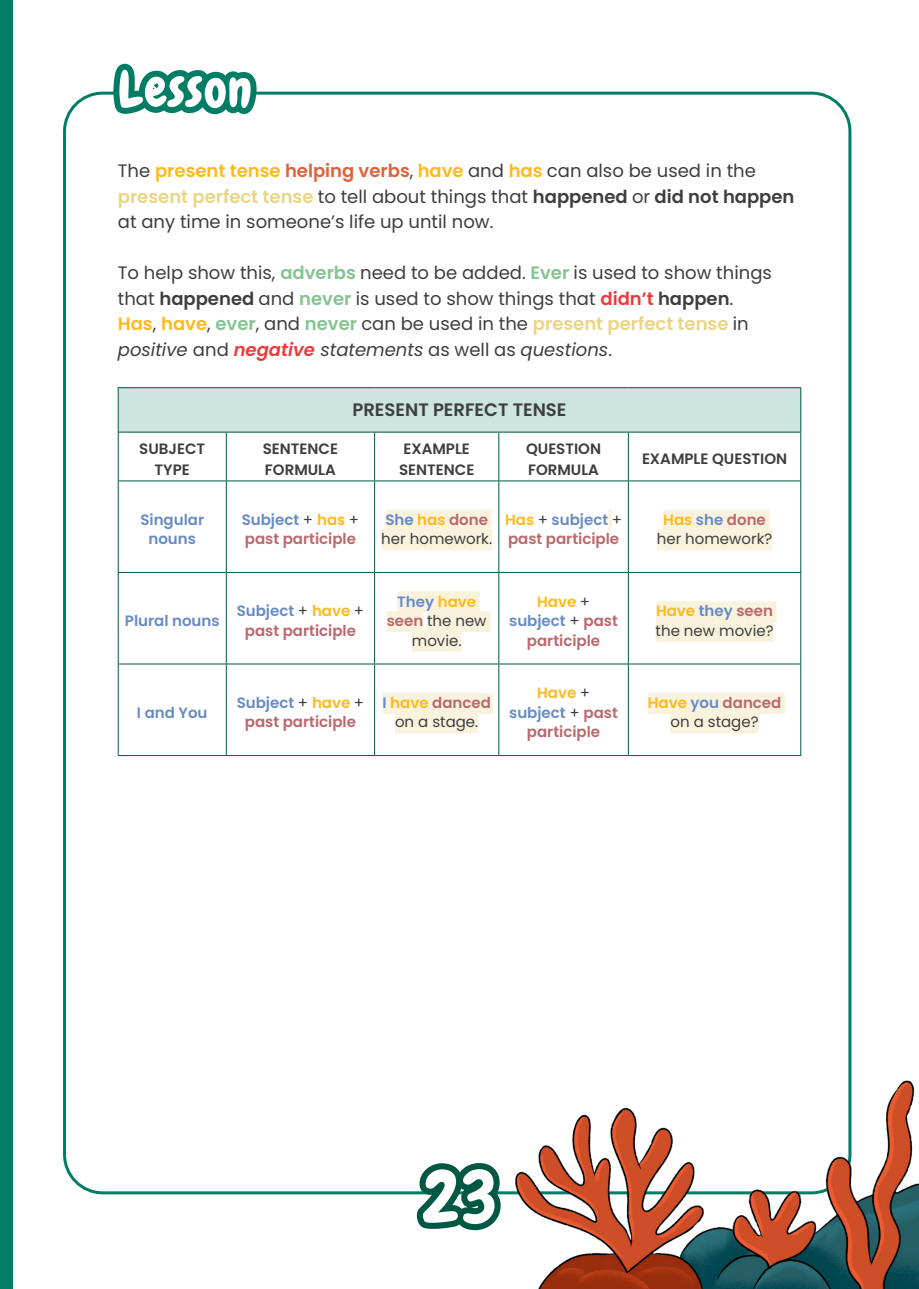 Lesson
The present tense helping verbs, have and has can also be used in the
present perfect tense to tell about things that happened or did not happen
at any time in someone's life up until now.
To help show this, adverbs need to be added. Ever is used to show things
that happened and never is used to show things that didn't happen.
Has, have, ever, and never can be used in the present perfect tense in
positive and negative statements as well as questions.
PRESENT PERFECT TENSE
SUBJECT
TYPE
SENTENCE
FORMULA
EXAMPLE
SENTENCE
QUESTION
FORMULA
EXAMPLE QUESTION
Singular
nouns
Subject + has +
past participle
She has done
her homework.
Has + subject +
past participle
Has she done
her homework?
Plural nouns
Subject + have +
past participle
They have
seen the new
movie.
Have +
subject + past
participle
Have they seen
the new movie?
I and You
Subject + have +
past participle
I have danced
on a stage.
Have +
subject + past
participle
Have you danced
on a stage?
23